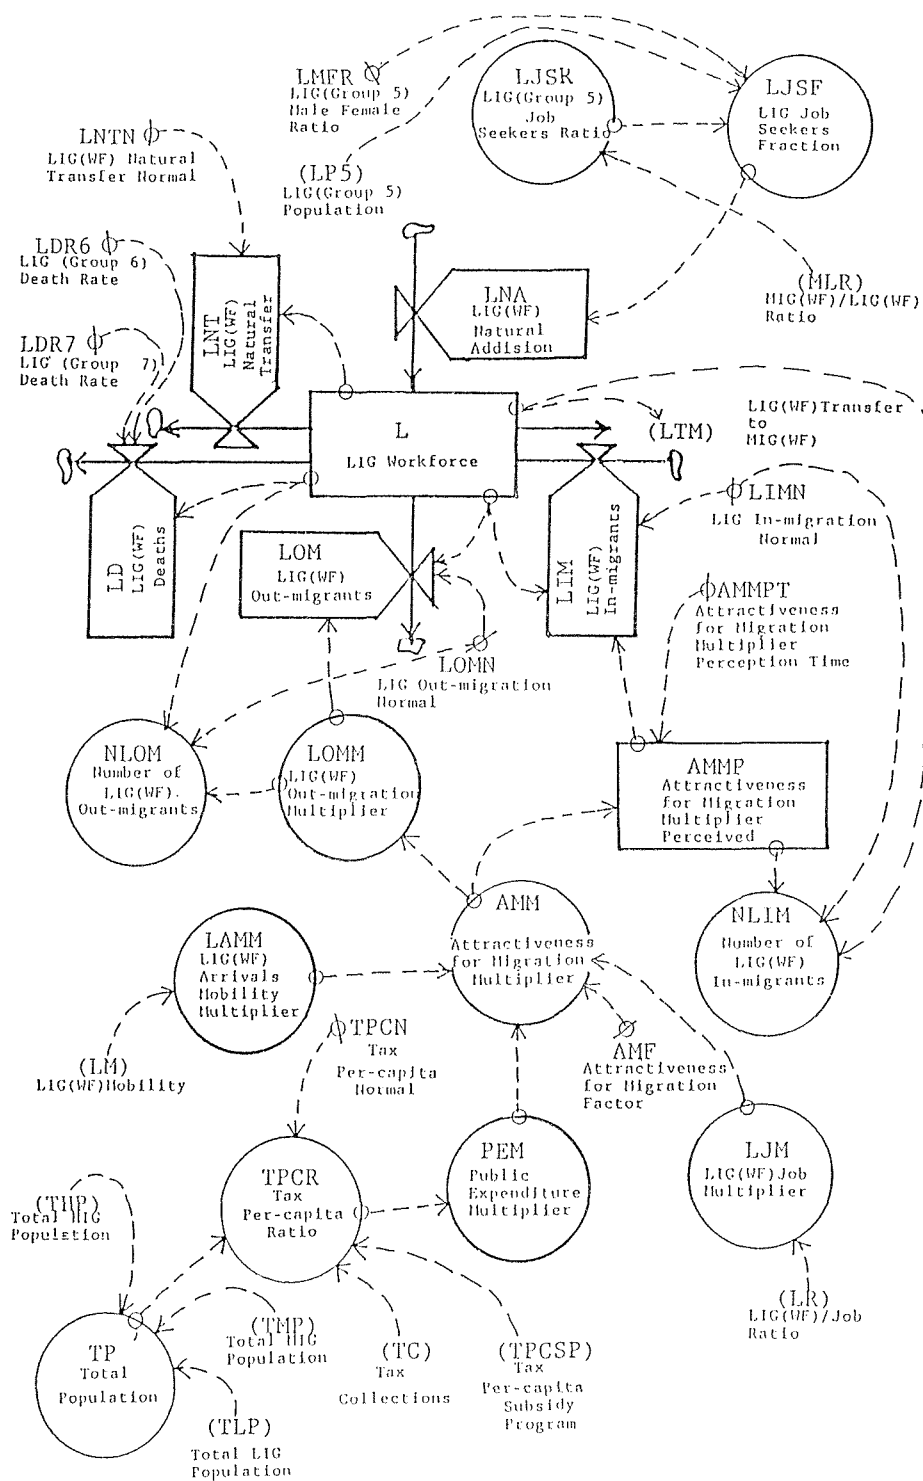 LMFR
LIG(Group 5)
Male Female
Ratio
LJSR
LIG(Group 5)
Job
Seekers Ratio
LJSF
LIG Job
Seekers
Fraction
LNTN
LIG(WF) Natural
Transfer Normal
(LP5)
LIG(Group 5)
Population
LDR6
LIG (Group 6)
Death Rate
LNT
LIG(WF)
Natural
Transfer
LNA
LIG(WF)
Natural
Addision
(MLR)
MIG(WF)/LIG(WF)
Ratio
LDR7
LIG (Group 7)
Death Rate
L
LIG Workforce
(LTM)
LIG(WF)Transfer
to
MIG(WF)
LD
LIG(WF)
Deaths
LOM
LIG(WF)
Out-migrants
LIM
LIG(WF)
In-migrants
LIMN
LIG In-migration
Normal
AMMPT
Attractiveness
for Migration
Multiplier
Perception Time
LOMN
LIG Out-migration
Normal
NLOM
Number of
LIG(WF).
Out-migrants
LOMM
LIG(WF)
Out-migration
Multiplier
AMMP
Attractiveness
for Migration
Multiplier
Perceived
AMM
Attractiveness
for Migration
Multiplier
NLIM
Number of
LIG(WF)
In-migrants
LAMM
LIG(WF)
Arrivals
Mobility
Multiplier
(LM)
LIG(WF)Mobility
TPCN
Tax
Per-capita
Normal
AMF
Attractiveness
for Migration
Factor
TPCR
Tax
Per-capita
Ratio
PEM
Public
Expenditure
Multiplier
LJM
LIG(WF)Job
Multiplier
(THP)
Total HIG
Population
(LR)
LIG(WF)/Job
Ratio
TP
Total
Population
(TMP)
Total MIG
Population
(TC)
Tax
Collections
(TPCSP)
Tax
Per-capita
Subsidy
Program
(TLP)
Total LIG
Population